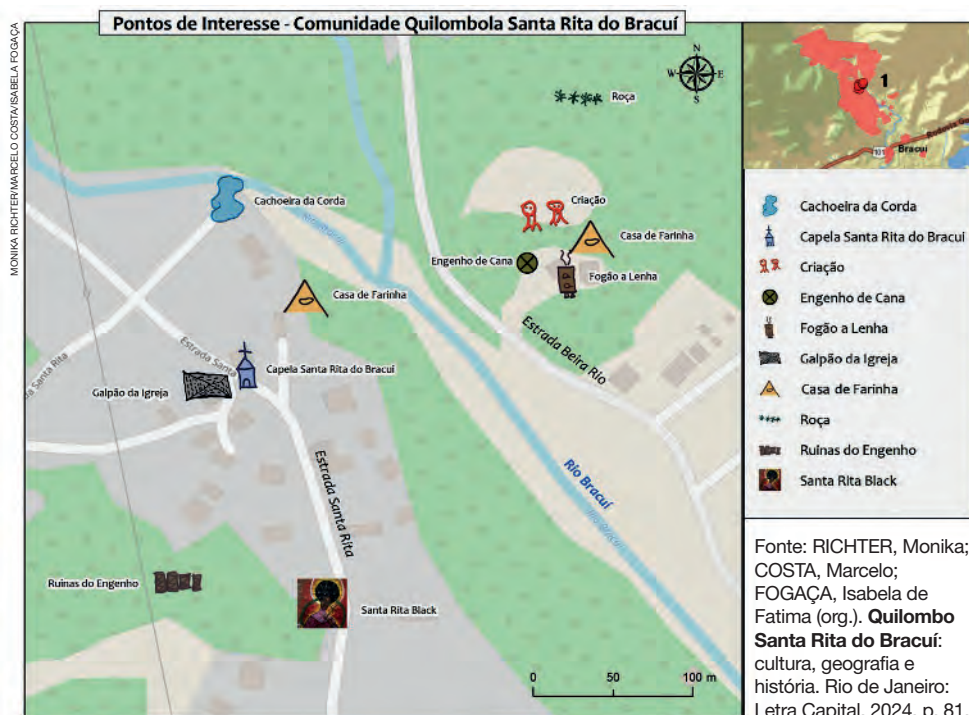 Pontos de Interesse - Comunidade Quilombola Santa Rita do Bracuí
MONIKA RICHTER/MARCELO COSTA/ISABELA FOGAÇA
N
W E
S
Roça
Cachoeira da Corda
Criação
Casa de Farinha
Engenho de Cana
Fogão a Lenha
Casa de Farinha
Estrada Beira Rio
Estrada Santa
Santa Rita
Capela Santa Rita do Bracuí
Galpão da Igreja
Estrada Santa Rita
Rio Bracuí
Ruínas do Engenho
Santa Rita Black
0 50 100 m
1
101
Bracuí
Rodovia
Cachoeira da Corda
Capela Santa Rita do Bracuí
Criação
Engenho de Cana
Fogão a Lenha
Galpão da Igreja
Casa de Farinha
Roça
Ruínas do Engenho
Santa Rita Black
Fonte: RICHTER, Monika;
COSTA, Marcelo;
FOGAÇA, Isabela de
Fatima (org.). Quilombo
Santa Rita do Bracuí:
cultura, geografia e
história. Rio de Janeiro:
Letra Capital, 2024. p. 81